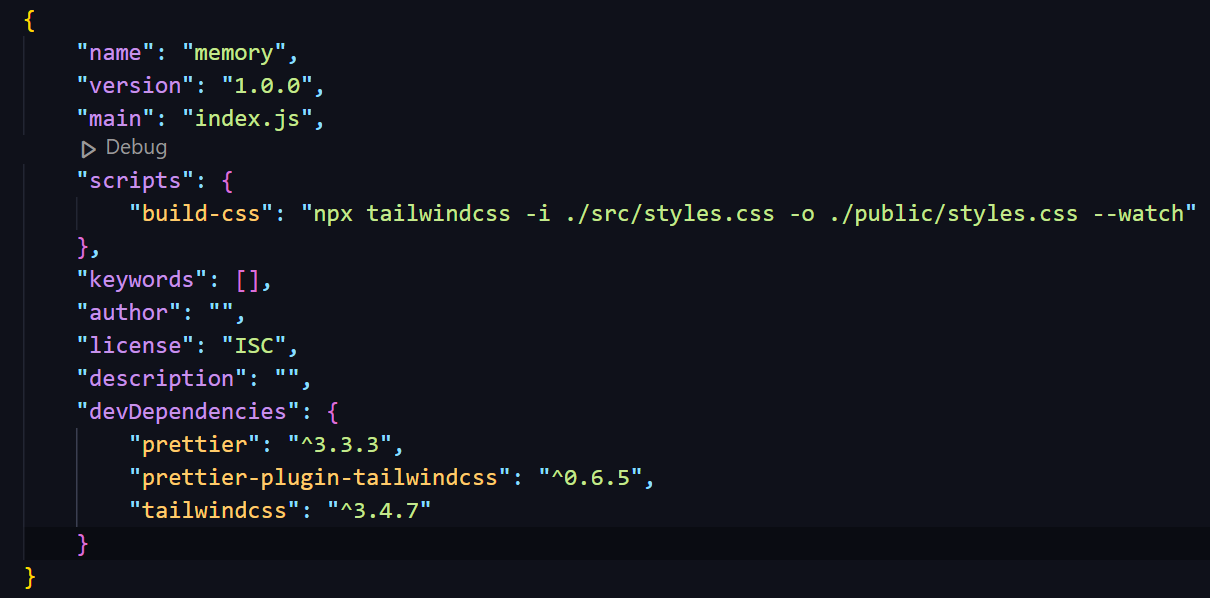 {
"name": "memory",
"version": "1.0.0",
"main": "index.js",
Debug
"scripts": {
"build-css": "npx tailwindcss -i ./src/styles.css -o ./public/styles.css --watch"
},
"keywords": [],
"author": "",
"license": "ISC",
"description": "",
"devDependencies": {
"prettier": "^3.3.3",
"prettier-plugin-tailwindcss": "^0.6.5",
"tailwindcss": "^3.4.7"
}
}